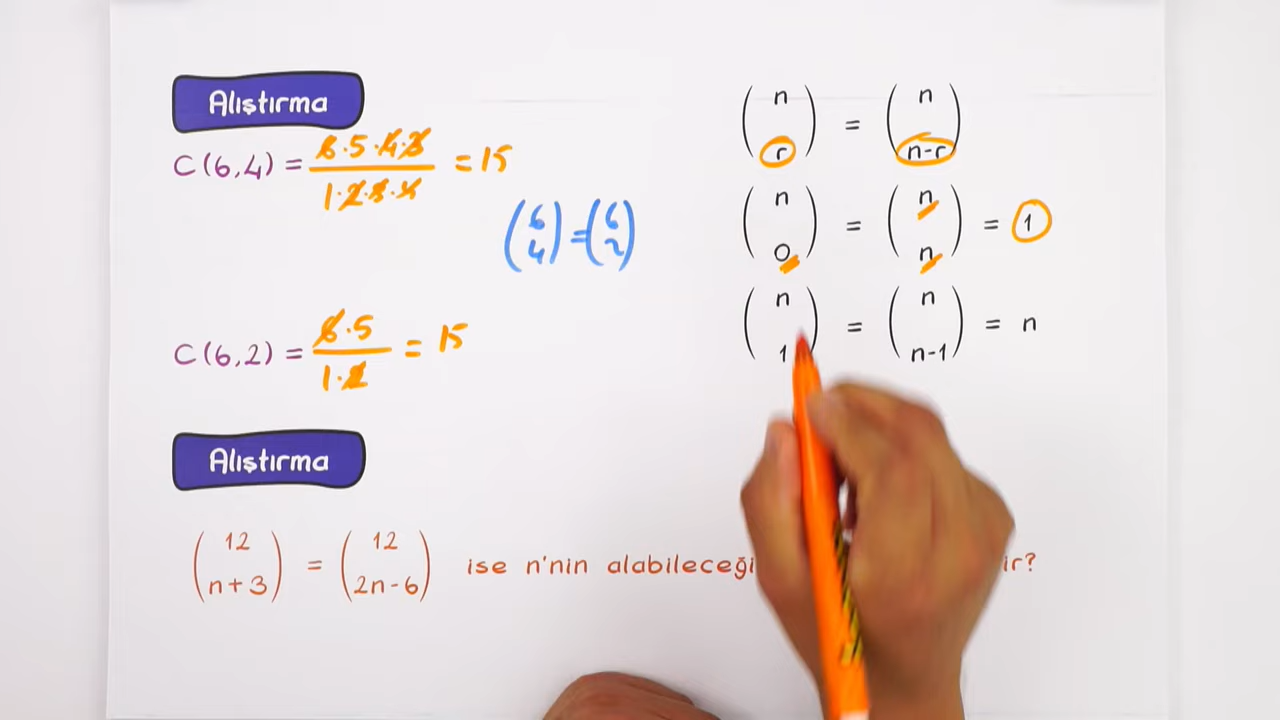 Alıştırma
C(6,4) = 6·5·4·3 / 1·2·3·4 = 15
(6 4) = (6 2)
C(6,2) = 6·5 / 1·2 = 15
(n r) = (n n-r)
(n 0) = (n n) = 1
(n 1) = (n n-1) = n
Alıştırma
(12 n+3) = (12 2n-6) ise n'nin alabileceği